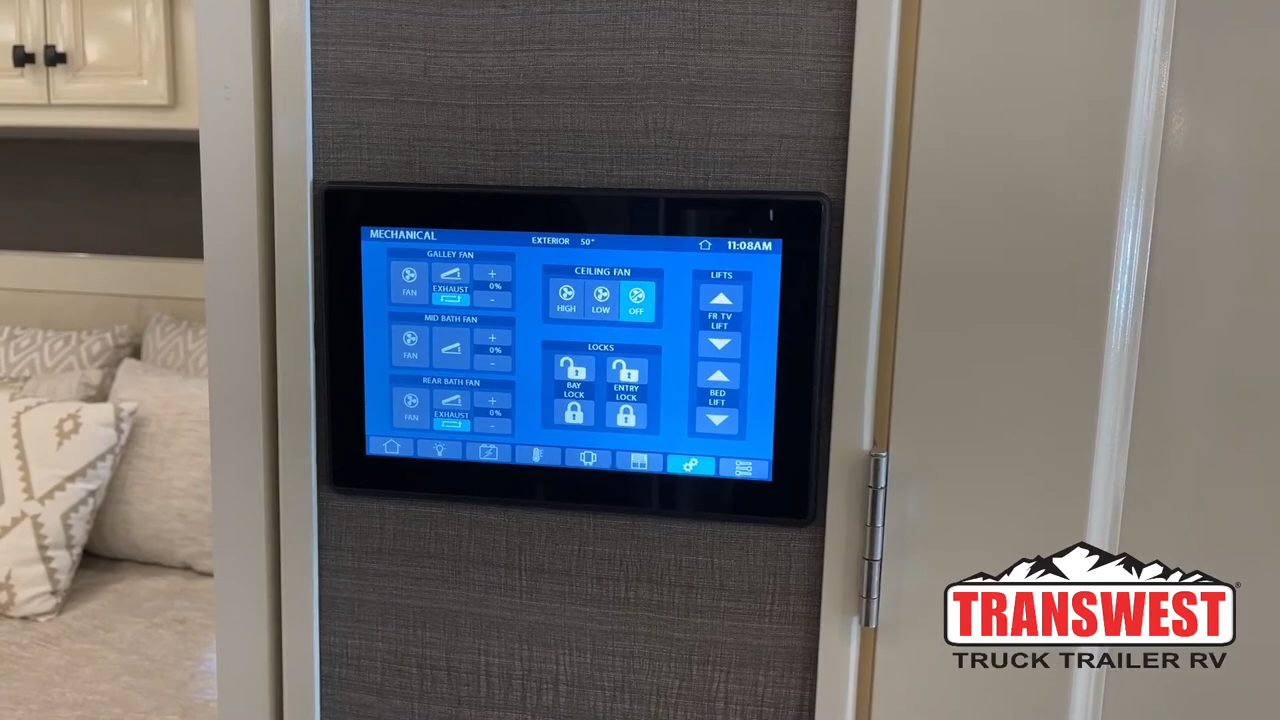 MECHANICAL
EXTERIOR 50°
11:08AM
GALLEY FAN
FAN
EXHAUST
+
0%
-
MID BATH FAN
FAN
+
0%
-
REAR BATH FAN
FAN
EXHAUST
+
0%
-
CEILING FAN
HIGH
LOW
OFF
LOCKS
BAY
LOCK
ENTRY
LOCK
LIFTS
FR TV
LIFT
BED
LIFT
TRANSWEST®
TRUCK TRAILER RV